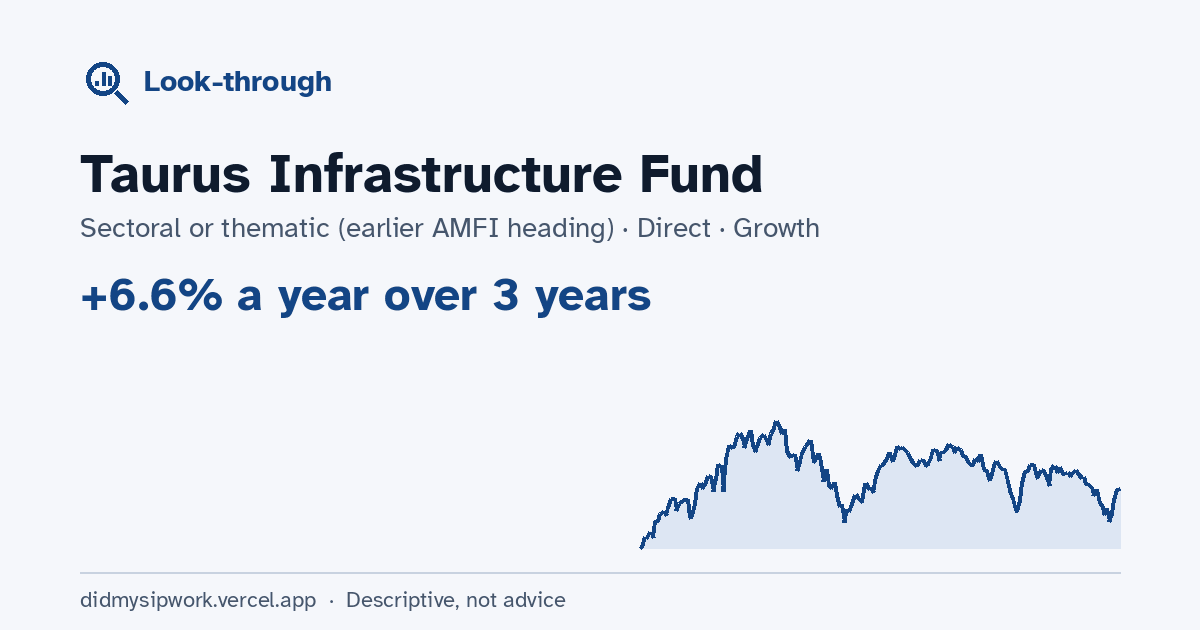 Look-through
Taurus Infrastructure Fund
Sectoral or thematic (earlier AMFI heading) · Direct · Growth
+6.6% a year over 3 years
didmysipwork.vercel.app · Descriptive, not advice